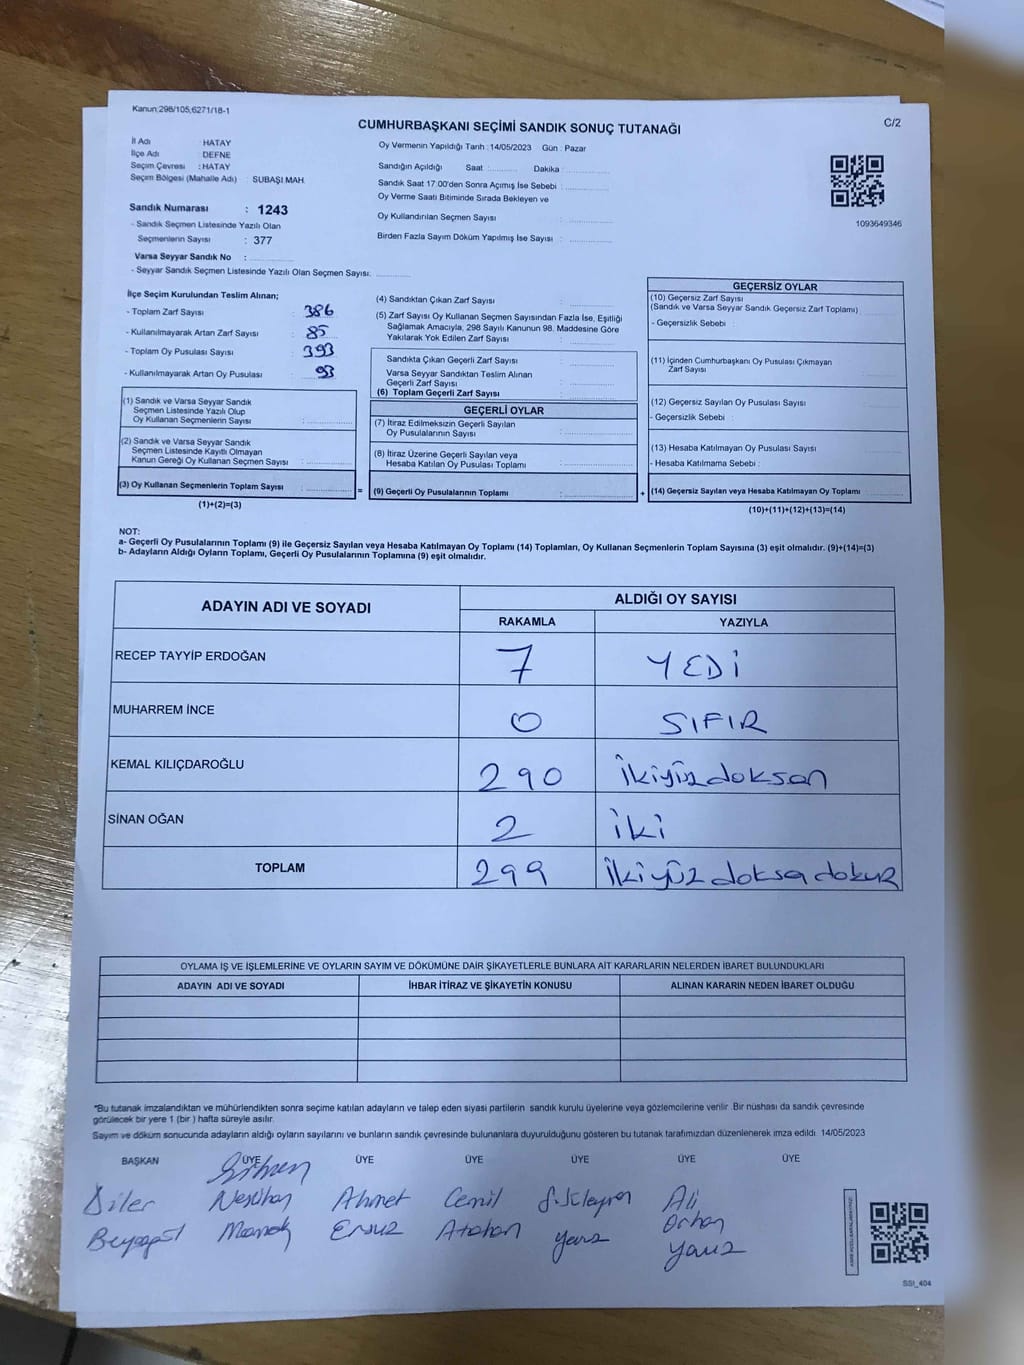 Kanun;298/105,6271/18-1
C/2
CUMHURBAŞKANI SEÇİMİ SANDIK SONUÇ TUTANAĞI
İl Adı : HATAY
İlçe Adı DEFNE
Seçim Çevresi : HATAY
Seçim Bölgesi (Mahalle Adı) : SUBAŞI MAH.
Sandık Numarası : 1243
- Sandık Seçmen Listesinde Yazılı Olan
Seçmenlerin Sayısı : 377
Varsa Seyyar Sandık No :
- Seyyar Sandık Seçmen Listesinde Yazılı Olan Seçmen Sayısı:
Oy Vermenin Yapıldığı Tarih : 14/05/2023 Gün : Pazar
Sandığın Açıldığı Saat : Dakika :
Sandık Saat 17:00'den Sonra Açımış İse Sebebi :
Oy Verme Saati Bitiminde Sırada Bekleyen ve
Oy Kullandırılan Seçmen Sayısı :
Birden Fazla Sayım Döküm Yapılmış İse Sayısı :
1093649346
İlçe Seçim Kurulundan Teslim Alınan;
- Toplam Zarf Sayısı : 386
- Kullanılmayarak Artan Zarf Sayısı : 85
- Toplam Oy Pusulası Sayısı : 393
- Kullanılmayarak Artan Oy Pusulası : 93
(1) Sandık ve Varsa Seyyar Sandık
Seçmen Listesinde Yazılı Olup
Oy Kullanan Seçmenlerin Sayısı :
(2) Sandık ve Varsa Seyyar Sandık
Seçmen Listesinde Kayıtlı Olmayan
Kanun Gereği Oy Kullanan Seçmen Sayısı :
(3) Oy Kullanan Seçmenlerin Toplam Sayısı :
(1)+(2)=(3)
(4) Sandıktan Çıkan Zarf Sayısı :
(5) Zarf Sayısı Oy Kullanan Seçmen Sayısından Fazla İse, Eşitliği
Sağlamak Amacıyla, 298 Sayılı Kanunun 98. Maddesine Göre
Yakılarak Yok Edilen Zarf Sayısı :
Sandıkta Çıkan Geçerli Zarf Sayısı :
Varsa Seyyar Sandıktan Teslim Alınan
Geçerli Zarf Sayısı :
(6) Toplam Geçerli Zarf Sayısı :
GEÇERLİ OYLAR
(7) İtiraz Edilmeksizin Geçerli Sayılan
Oy Pusulalarının Sayısı :
(8) İtiraz Üzerine Geçerli Sayılan veya
Hesaba Katılan Oy Pusulası Toplamı :
= (9) Geçerli Oy Pusulalarının Toplamı :
GEÇERSİZ OYLAR
(10) Geçersiz Zarf Sayısı
(Sandık ve Varsa Seyyar Sandık Geçersiz Zarf Toplamı)
- Geçersizlik Sebebi :
(11) İçinden Cumhurbaşkanı Oy Pusulası Çıkmayan
Zarf Sayısı
(12) Geçersiz Sayılan Oy Pusulası Sayısı
- Geçersizlik Sebebi :
(13) Hesaba Katılmayan Oy Pusulası Sayısı
- Hesaba Katılmama Sebebi :
+ (14) Geçersiz Sayılan veya Hesaba Katılmayan Oy Toplamı
(10)+(11)+(12)+(13)=(14)
NOT:
a- Geçerli Oy Pusulalarının Toplamı (9) ile Geçersiz Sayılan veya Hesaba Katılmayan Oy Toplamı (14) Toplamları, Oy Kullanan Seçmenlerin Toplam Sayısına (3) eşit olmalıdır. (9)+(14)=(3)
b- Adayların Aldığı Oyların Toplamı, Geçerli Oy Pusulalarının Toplamına (9) eşit olmalıdır.
ADAYIN ADI VE SOYADI ALDIĞI OY SAYISI
RAKAMLA YAZIYLA
RECEP TAYYİP ERDOĞAN 7 YEDİ
MUHARREM İNCE 0 SIFIR
KEMAL KILIÇDAROĞLU 290 İkiyüzdoksan
SİNAN OĞAN 2 İki
TOPLAM 299 İkiyüzdoksadokuz
OYLAMA İŞ VE İŞLEMLERİNE VE OYLARIN SAYIM VE DÖKÜMÜNE DAİR ŞİKAYETLERLE BUNLARA AİT KARARLARIN NELERDEN İBARET BULUNDUKLARI
ADAYIN ADI VE SOYADI İHBAR İTİRAZ VE ŞİKAYETİN KONUSU ALINAN KARARIN NEDEN İBARET OLDUĞU
*Bu tutanak imzalandıktan ve mühürlendikten sonra seçime katılan adayların ve talep eden siyasi partilerin sandık kurulu üyelerine veya gözlemcilerine verilir. Bir nüshası da sandık çevresinde
görülecek bir yere 1 (bir) hafta süreyle asılır.
Sayım ve döküm sonucunda adayların aldığı oyların sayılarını ve bunların sandık çevresinde bulunanlara duyurulduğunu gösteren bu tutanak tarafımızdan düzenlenerek imza edildi. 14/05/2023
BAŞKAN ÜYE ÜYE ÜYE ÜYE ÜYE ÜYE
Diler Neslihan Ahmet Cemil Süleyman Ali
Ersuz Atahan Yavuz Orhan
Yavuz
SSI_404